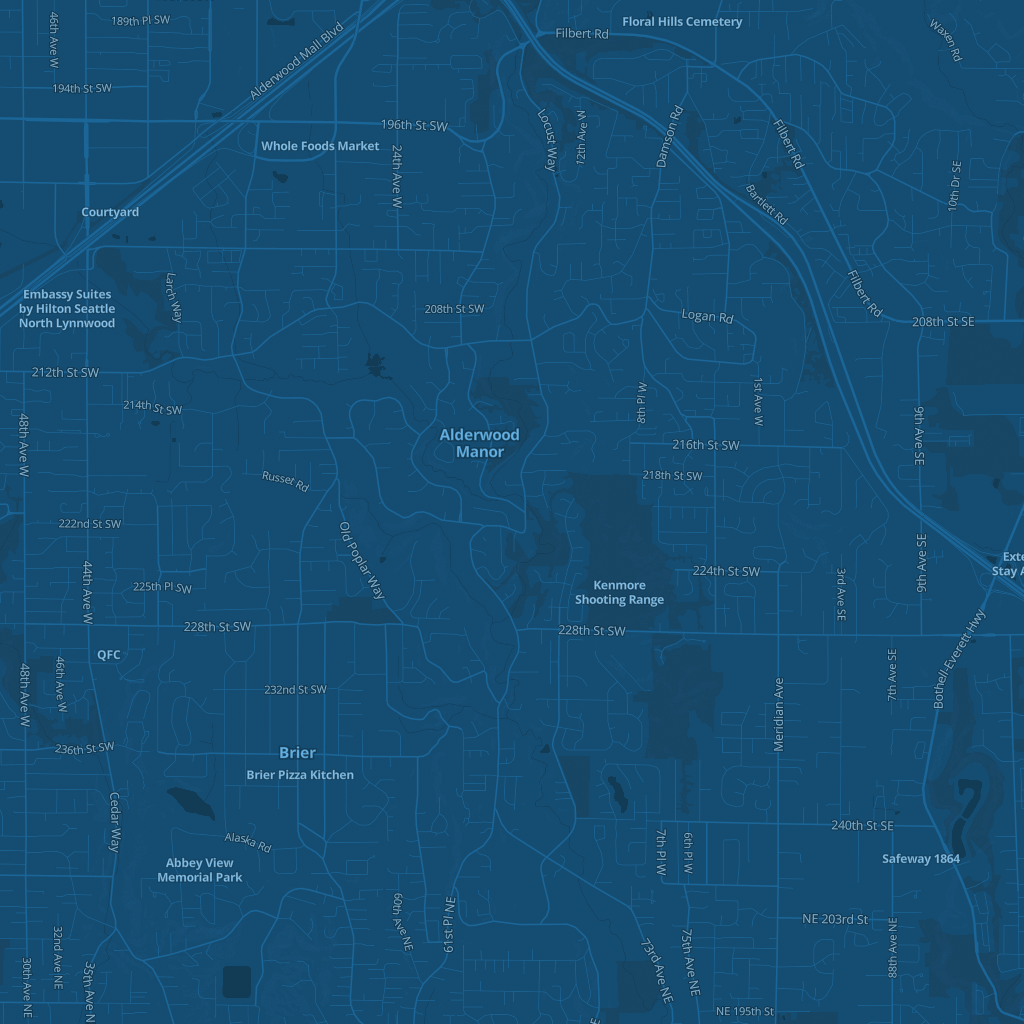 46th Ave W
189th Pl SW
Alderwood Mall Blvd
Floral Hills Cemetery
Filbert Rd
Waxen Rd
194th St SW
196th St SW
Locust Way
12th Ave W
Damson Rd
Filbert Rd
Whole Foods Market
24th Ave W
Bartlett Rd
10th Dr SE
Courtyard
Larch Way
Embassy Suites
by Hilton Seattle
North Lynnwood
208th St SW
Logan Rd
Filbert Rd
208th St SE
212th St SW
8th Pl W
1st Ave W
214th St SW
48th Ave W
Alderwood
Manor
9th Ave SE
216th St SW
218th St SW
Russet Rd
222nd St SW
Old Poplar Way
44th Ave W
225th Pl SW
Kenmore
Shooting Range
224th St SW
3rd Ave SE
9th Ave SE
Stay
228th St SW
228th St SW
Bothell-Everett Hwy
QFC
48th Ave W
46th Ave W
232nd St SW
7th Ave SE
Meridian Ave
236th St SW
Brier
Brier Pizza Kitchen
Cedar Way
Alaska Rd
240th St SE
7th Pl W
6th Pl W
Safeway 1864
Abbey View
Memorial Park
60th Ave NE
61st Pl NE
NE 203rd St
88th Ave NE
32nd Ave NE
30th Ave NE
35th Ave N
73rd Ave NE
75th Ave NE
NE 195th St